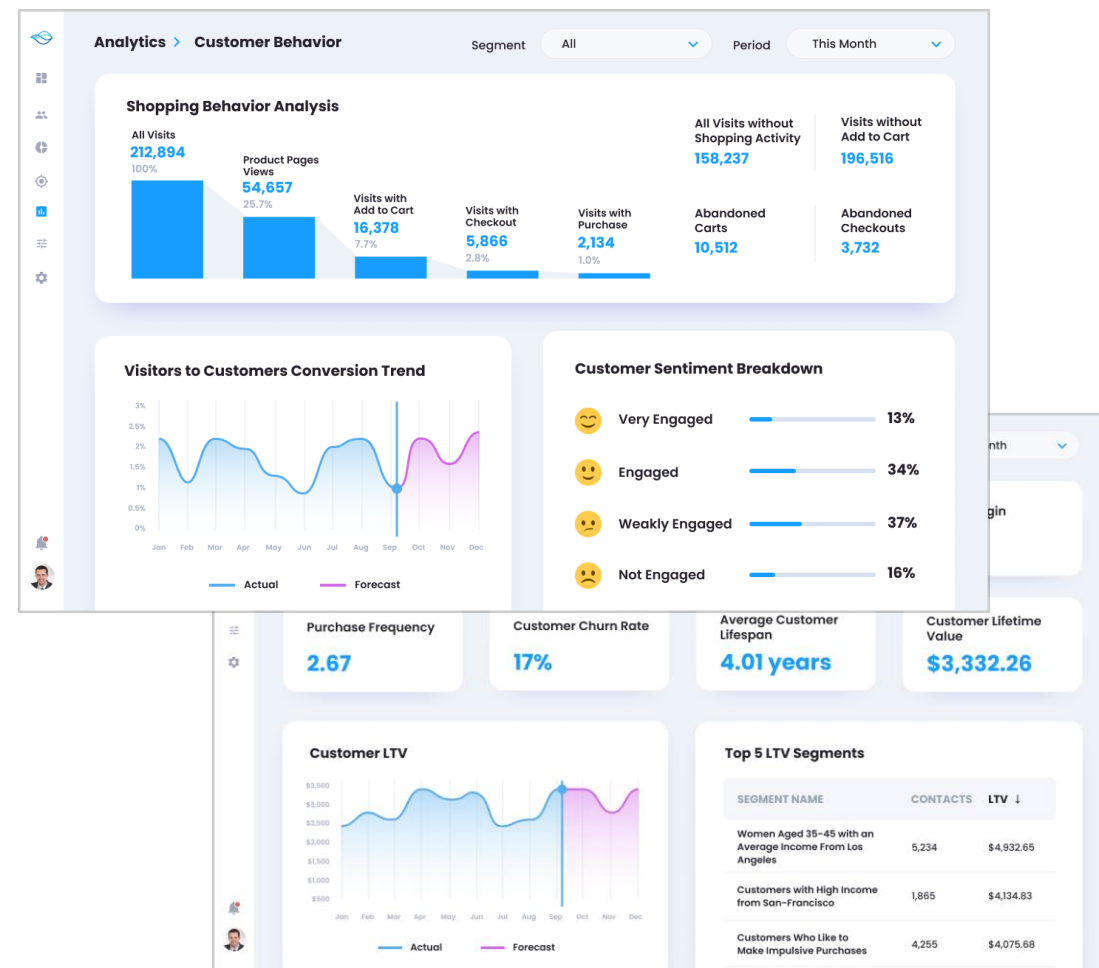 Analytics > Customer Behavior
Segment All
Period This Month
Shopping Behavior Analysis
All Visits
212,894
100%
Product Pages
Views
54,657
25.7%
Visits with
Add to Cart
16,378
7.7%
Visits with
Checkout
5,866
2.8%
Visits with
Purchase
2,134
1.0%
All Visits without
Shopping Activity
158,237
Visits without
Add to Cart
196,516
Abandoned
Carts
10,512
Abandoned
Checkouts
3,732
Visitors to Customers Conversion Trend
3%
2.5%
2%
1.5%
1%
0.5%
0%
Jan Feb Mar Apr May Jun Jul Aug Sep Oct Nov Dec
Actual Forecast
Customer Sentiment Breakdown
Very Engaged 13%
Engaged 34%
Weakly Engaged 37%
Not Engaged 16%
nth
gin
Purchase Frequency
2.67
Customer Churn Rate
17%
Average Customer
Lifespan
4.01 years
Customer Lifetime
Value
$3,332.26
Customer LTV
$3,500
$3,000
$2,500
$2,000
$1,500
$1,000
$500
Jan Feb Mar Apr May Jun Jul Aug Sep Oct Nov Dec
Actual Forecast
Top 5 LTV Segments
SEGMENT NAME CONTACTS LTV ↓
Women Aged 35-45 with an
Average Income From Los
Angeles
5,234 $4,932.65
Customers with High Income
from San-Francisco
1,865 $4,134.83
Customers Who Like to
Make Impulsive Purchases
4,255 $4,075.68